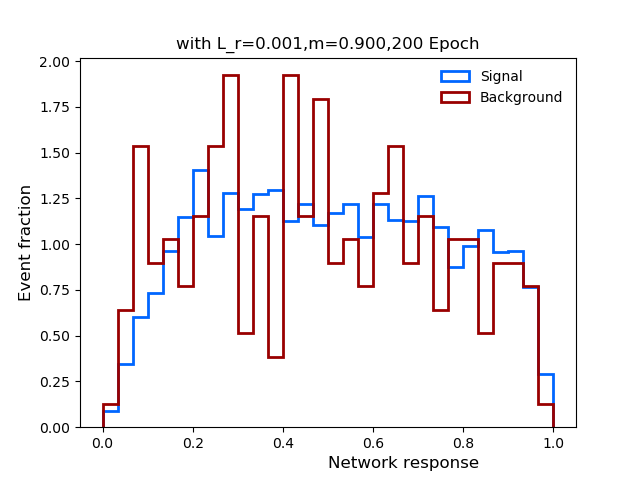 with L_r=0.001,m=0.900,200 Epoch
Signal
Background
2.00
1.75
1.50
1.25
1.00
0.75
0.50
0.25
0.00
Event fraction
0.0 0.2 0.4 0.6 0.8 1.0
Network response